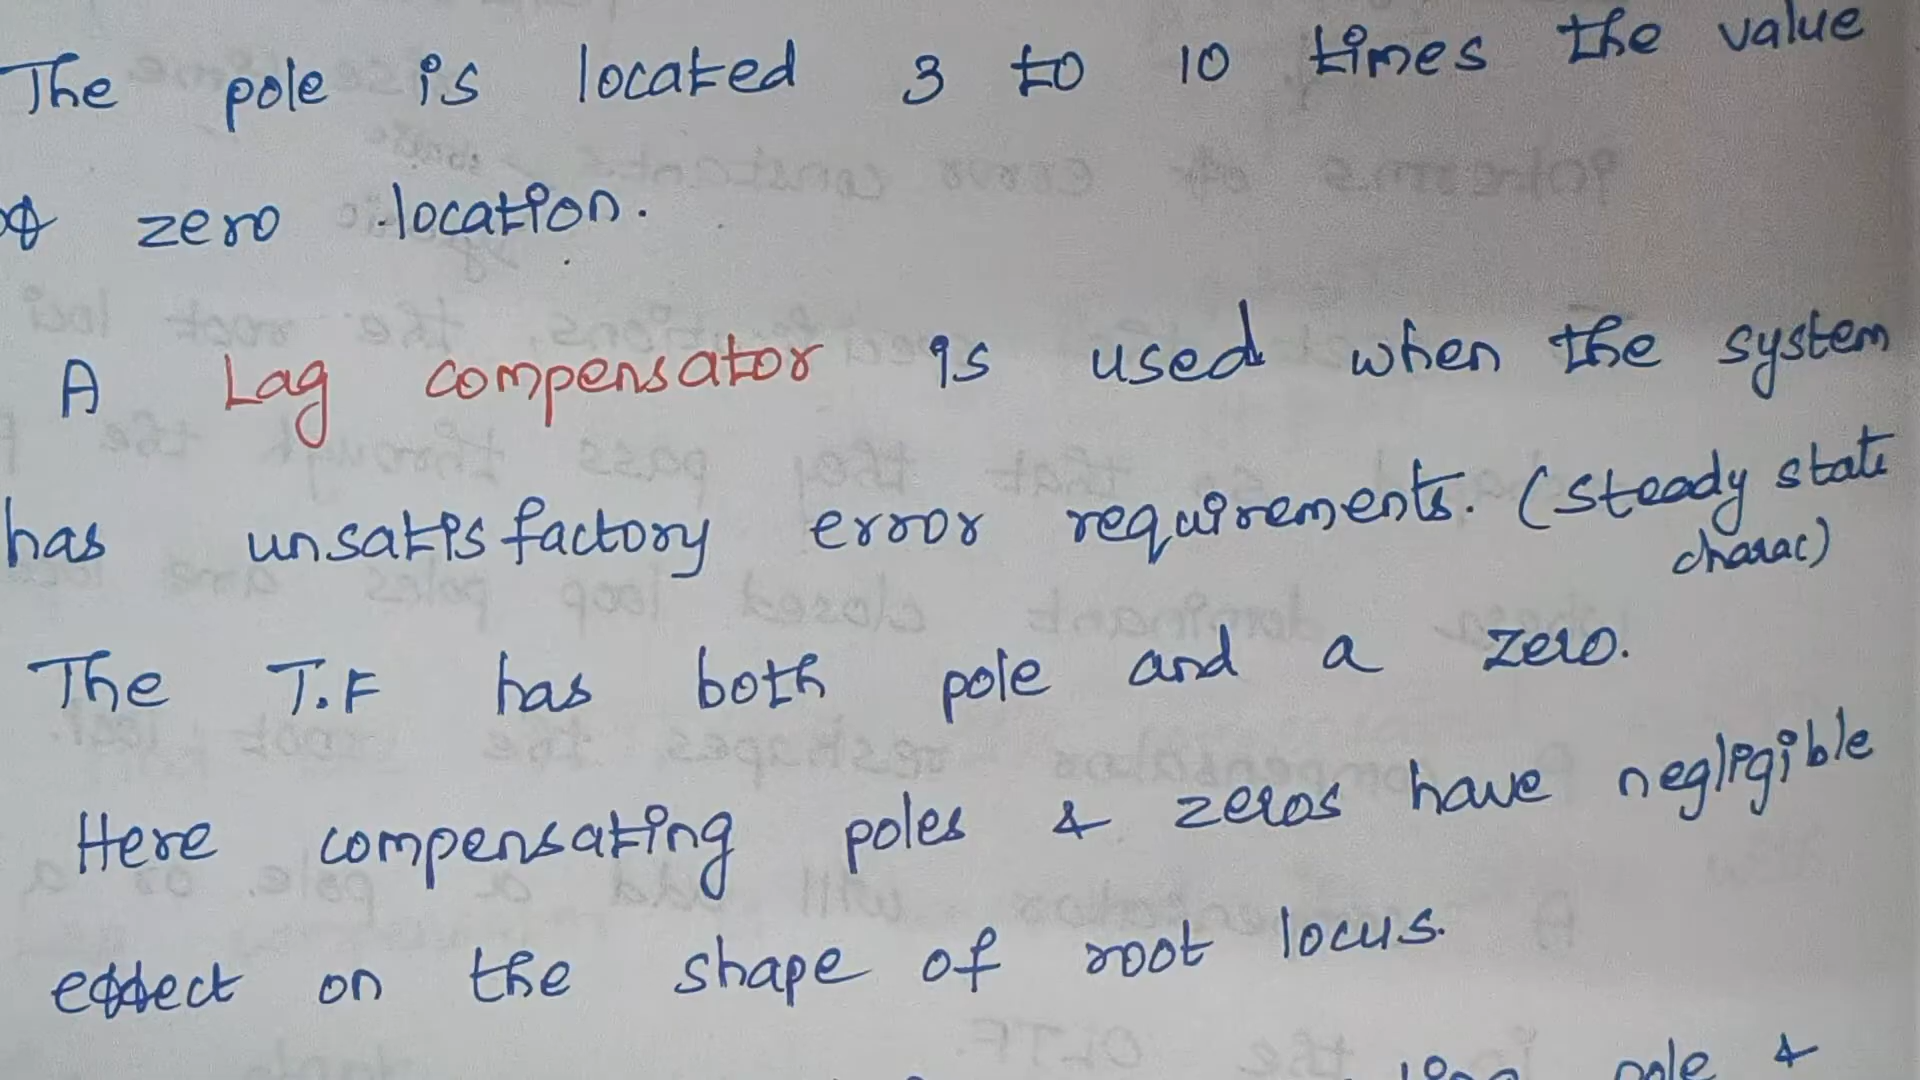 The pole is located 3 to 10 times the value
of zero location.
A Lag compensator is used when the system
has unsatisfactory error requirements. (Steady state
charac)
The T.F has both pole and a zero.
Here compensating poles & zeros have negligible
effect on the shape of root locus.
pole &